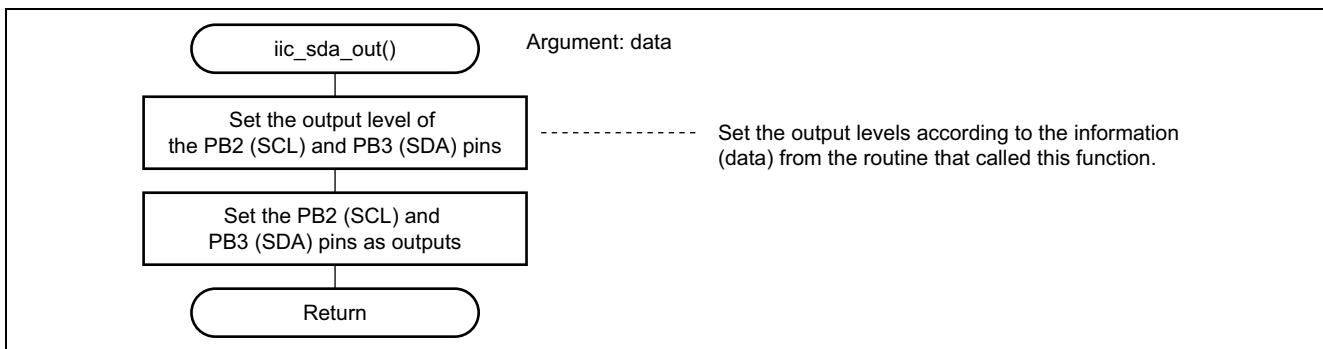 iic_sda_out()
Argument: data
Set the output level of
the PB2 (SCL) and PB3 (SDA) pins
Set the output levels according to the information
(data) from the routine that called this function.
Set the PB2 (SCL) and
PB3 (SDA) pins as outputs
Return